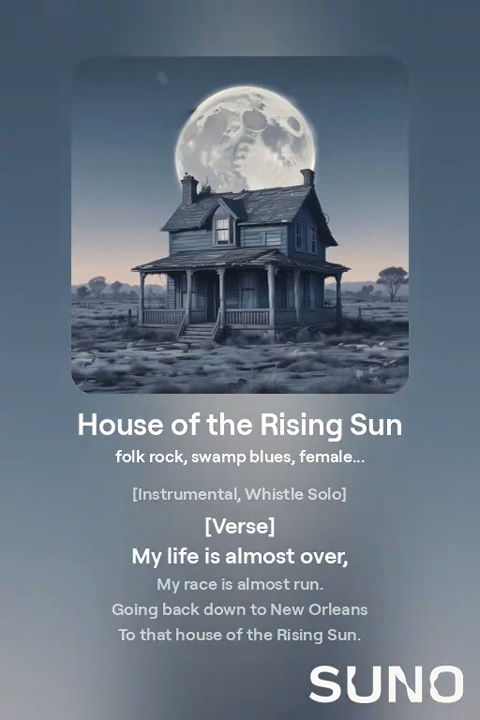 House of the Rising Sun
folk rock, swamp blues, female...
[Instrumental, Whistle Solo]
[Verse]
My life is almost over,
My race is almost run.
Going back down to New Orleans
To that house of the Rising Sun.
SUNO